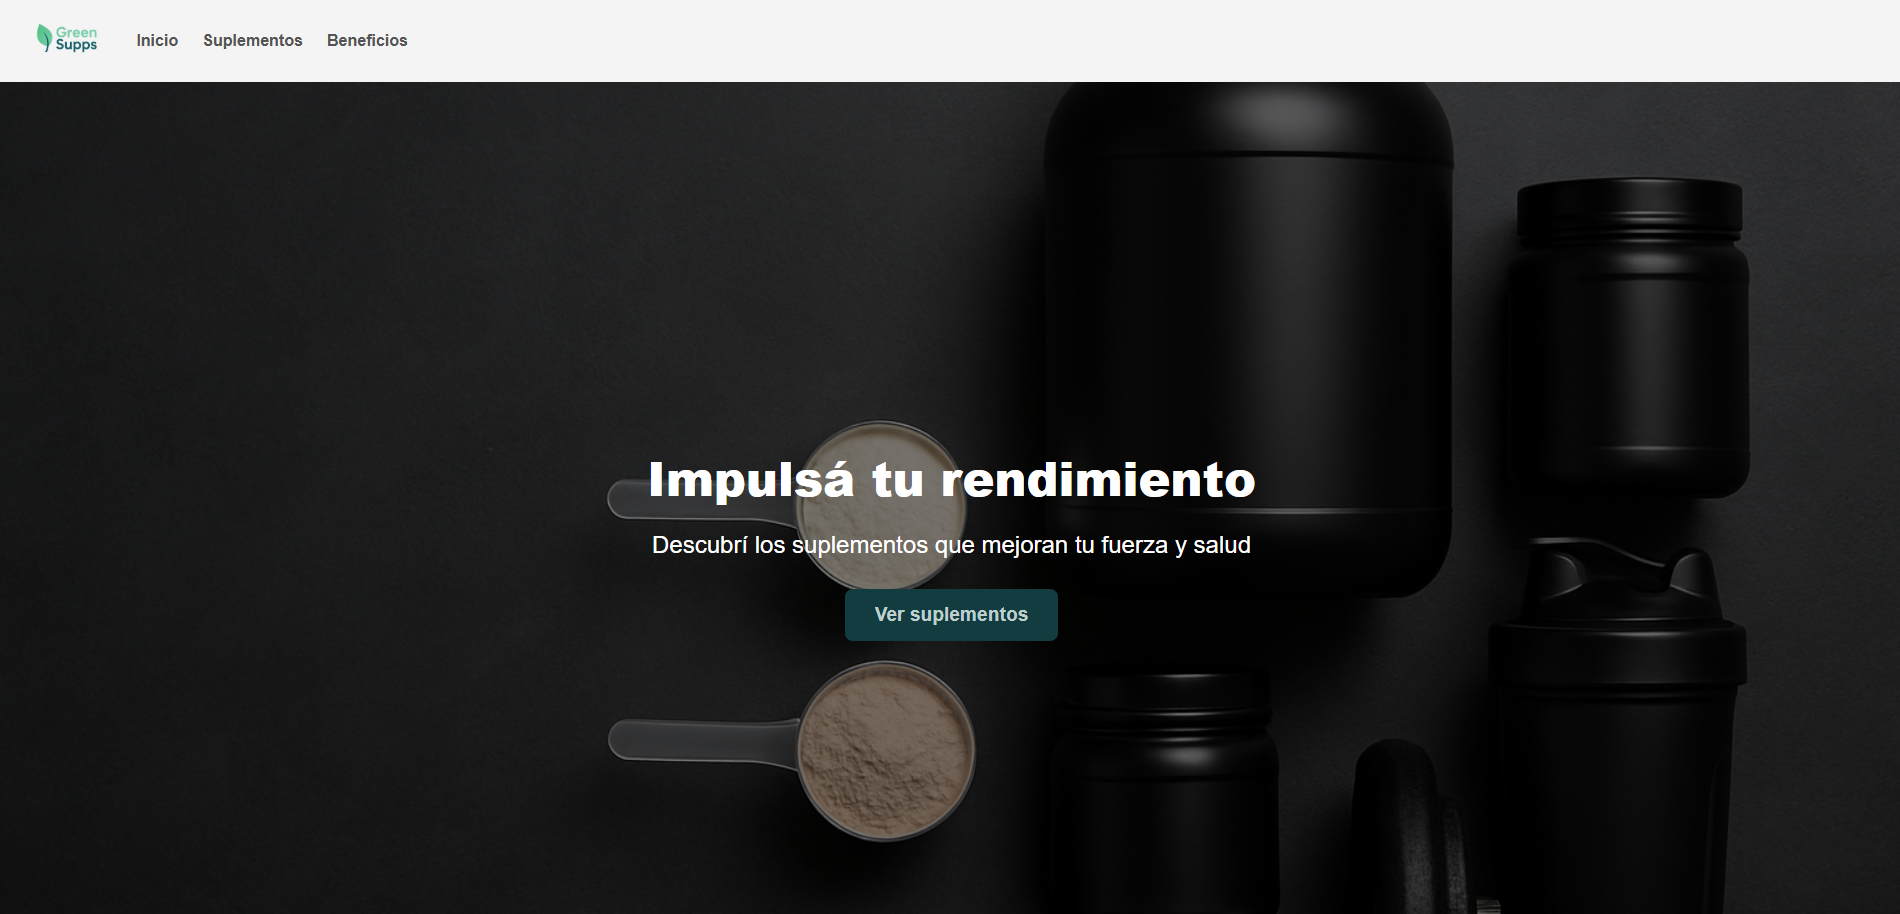 Green
Supps
Inicio
Suplementos
Beneficios
Impulsá tu rendimiento
Descubrí los suplementos que mejoran tu fuerza y salud
Ver suplementos